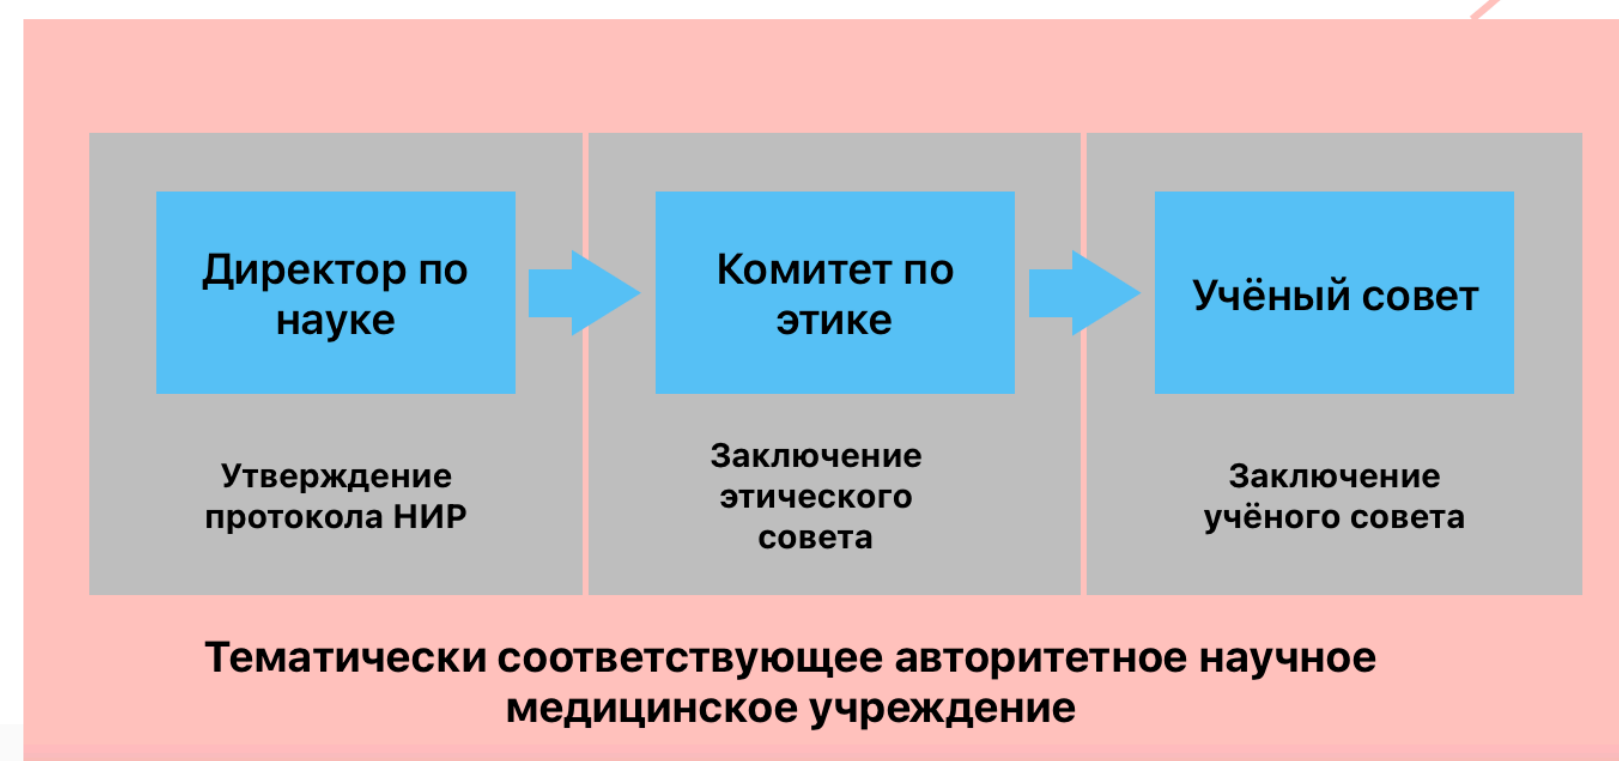 Директор по
науке
Комитет по
этике
Учёный совет
Утверждение
протокола НИР
Заключение
этического
совета
Заключение
учёного совета
Тематически соответствующее авторитетное научное
медицинское учреждение